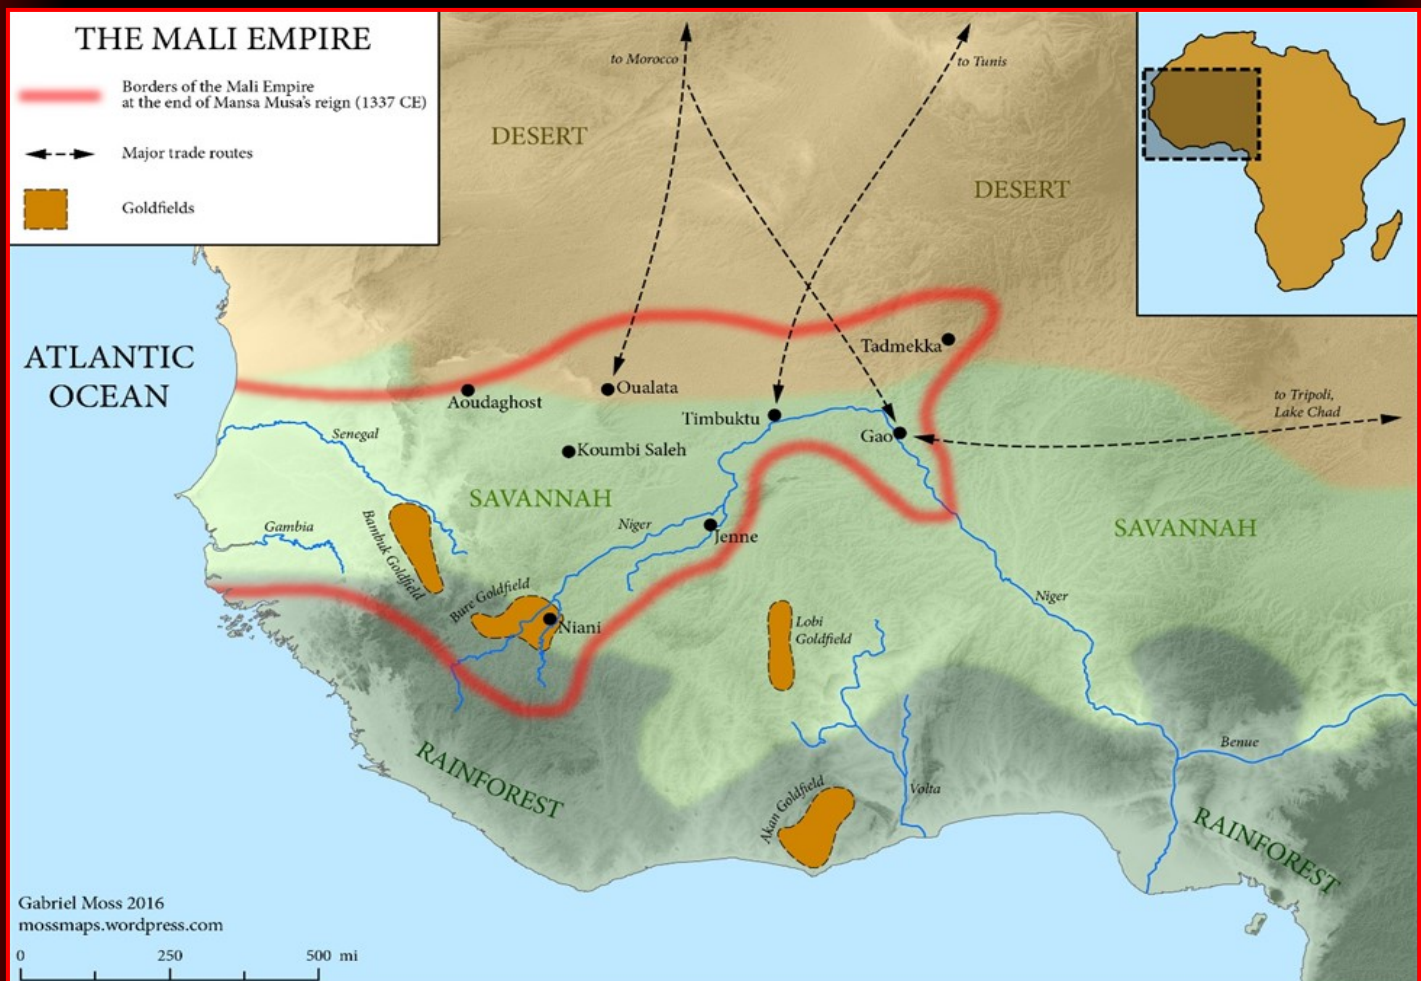 THE MALI EMPIRE
Borders of the Mali Empire
at the end of Mansa Musa's reign (1337 CE)
Major trade routes
Goldfields
to Morocco
to Tunis
DESERT
DESERT
ATLANTIC
OCEAN
Tadmekka
Oualata
Aoudaghost
to Tripoli,
Lake Chad
Timbuktu
Gao
Senegal
Koumbi Saleh
SAVANNAH
SAVANNAH
Niger
Gambia
Jenne
Bambuk Goldfield
Bure Goldfield
Niani
Lobi
Goldfield
Niger
RAINFOREST
Benue
Akan Goldfield
Volta
RAINFOREST
Gabriel Moss 2016
mossmaps.wordpress.com
0 250 500 mi